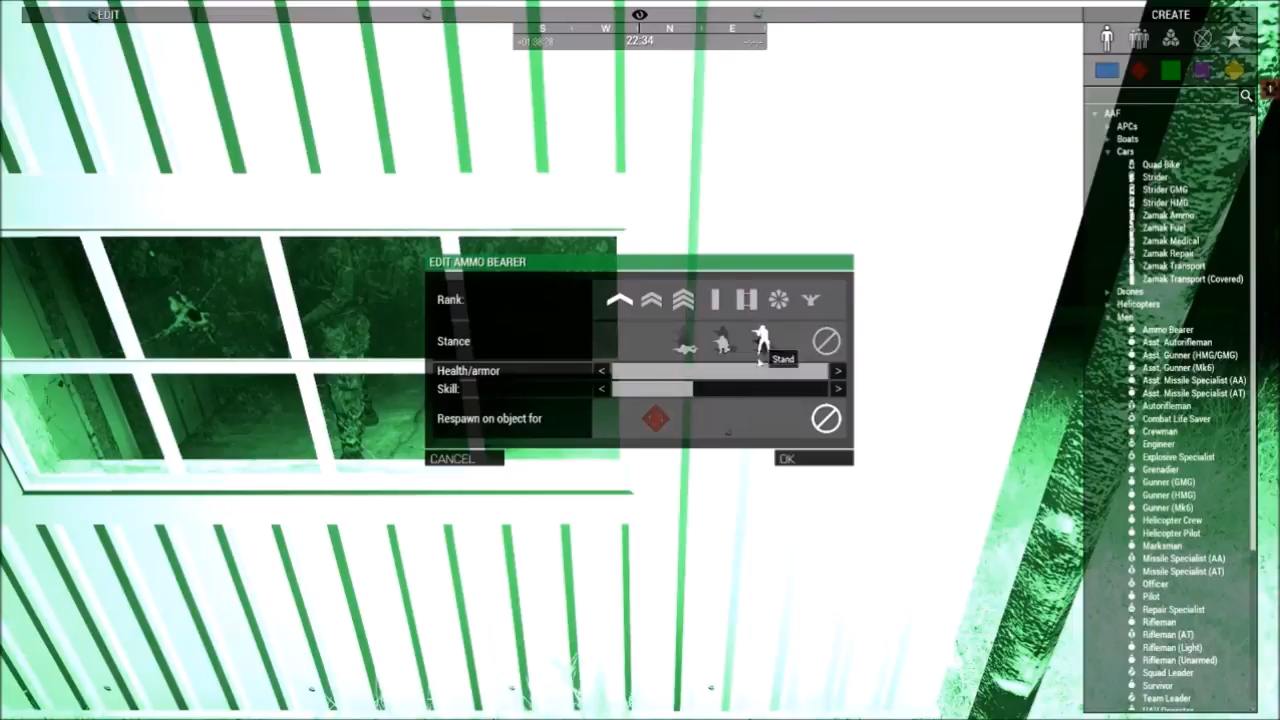 EDIT
CREATE
S W N E
+01:38:28 22:34
AAF
APCs
Boats
Cars
Quad Bike
Strider
Strider GMG
Strider HMG
Zamak Ammo
Zamak Fuel
Zamak Medical
Zamak Repair
Zamak Transport
Zamak Transport (Covered)
Drones
Helicopters
Men
Ammo Bearer
Asst. Autorifleman
Asst. Gunner (HMG/GMG)
Asst. Gunner (Mk6)
Asst. Missile Specialist (AA)
Asst. Missile Specialist (AT)
Autorifleman
Combat Life Saver
Crewman
Engineer
Explosive Specialist
Grenadier
Gunner (GMG)
Gunner (HMG)
Gunner (Mk6)
Helicopter Crew
Helicopter Pilot
Marksman
Missile Specialist (AA)
Missile Specialist (AT)
Officer
Pilot
Repair Specialist
Rifleman
Rifleman (AT)
Rifleman (Light)
Rifleman (Unarmed)
Squad Leader
Survivor
Team Leader
EDIT AMMO BEARER
Rank:
Stance
Stand
Health/armor < >
Skill: < >
Respawn on object for
CANCEL OK